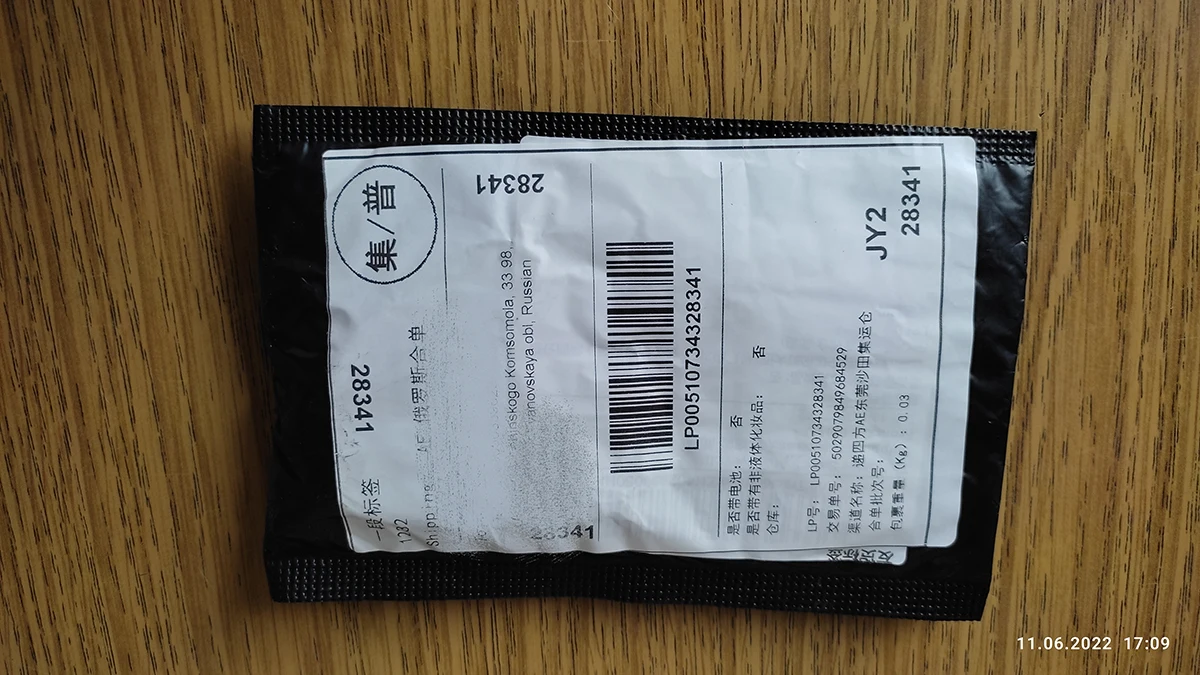 一段标签 28341 集/普
1282
Shipping 俄罗斯合单
28341
nskogo Komsomola, 33 98,
anovskaya obl, Russian
28341
LP00510734328341
是否带电池: 否
是否带有非液体化妆品: 否
仓库:
JY2
28341
LP号: LP00510734328341
交易单号: 5029079849684529
渠道名称: 递四方AE东莞沙田集运仓
合单批次号:
包裹重量 (Kg) : 0.03
11.06.2022 17:09